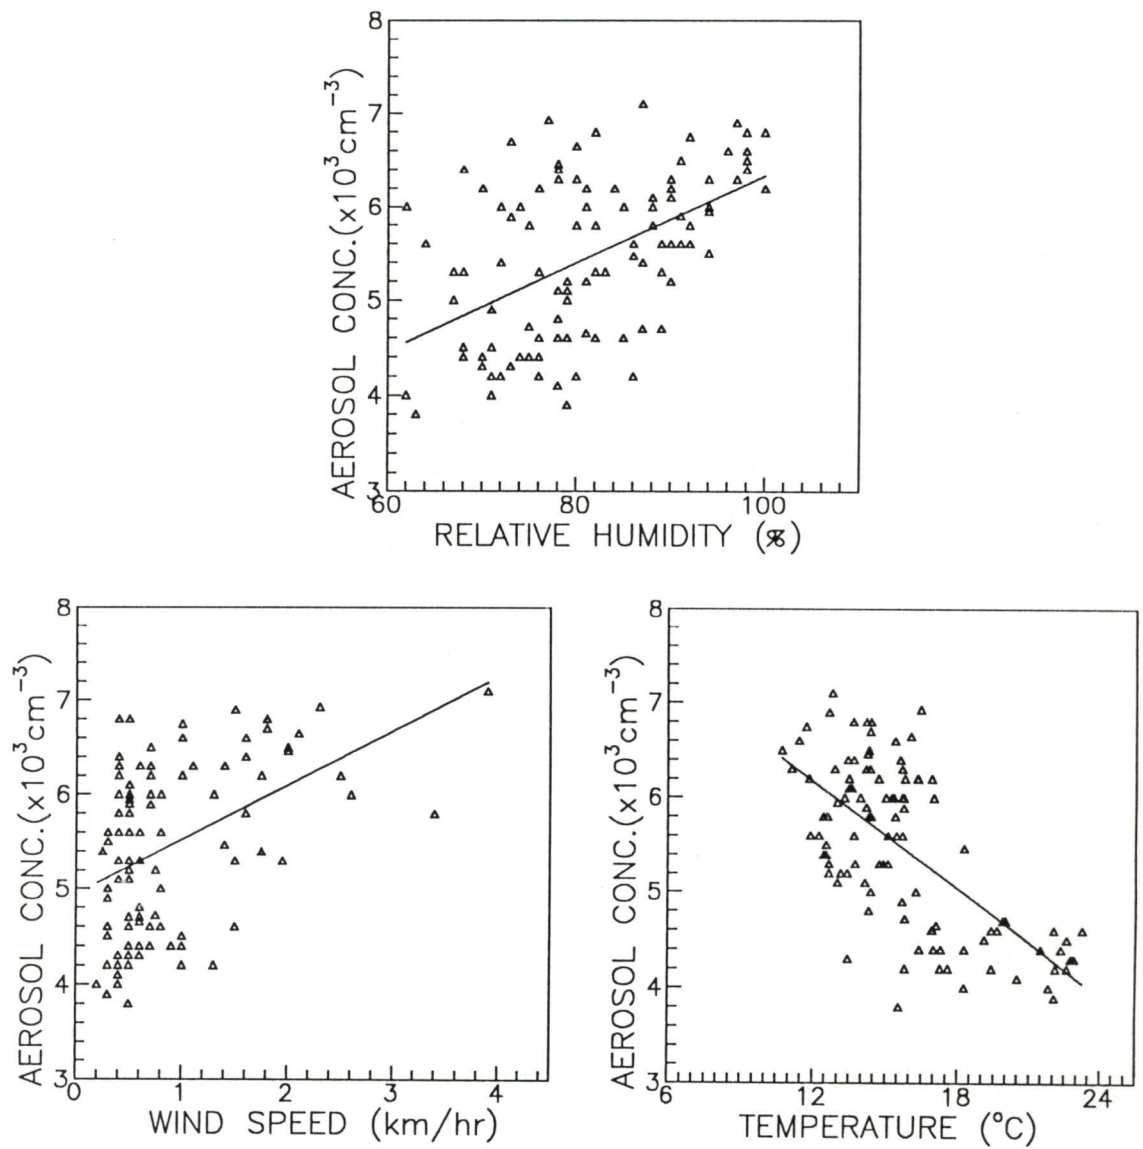 8
7
6
5
4
3
AEROSOL CONC.(x10³cm⁻³)
60 80 100
RELATIVE HUMIDITY (%)
8
7
6
5
4
3
AEROSOL CONC.(x10³cm⁻³)
0 1 2 3 4
WIND SPEED (km/hr)
8
7
6
5
4
3
AEROSOL CONC.(x10³cm⁻³)
6 12 18 24
TEMPERATURE (°C)